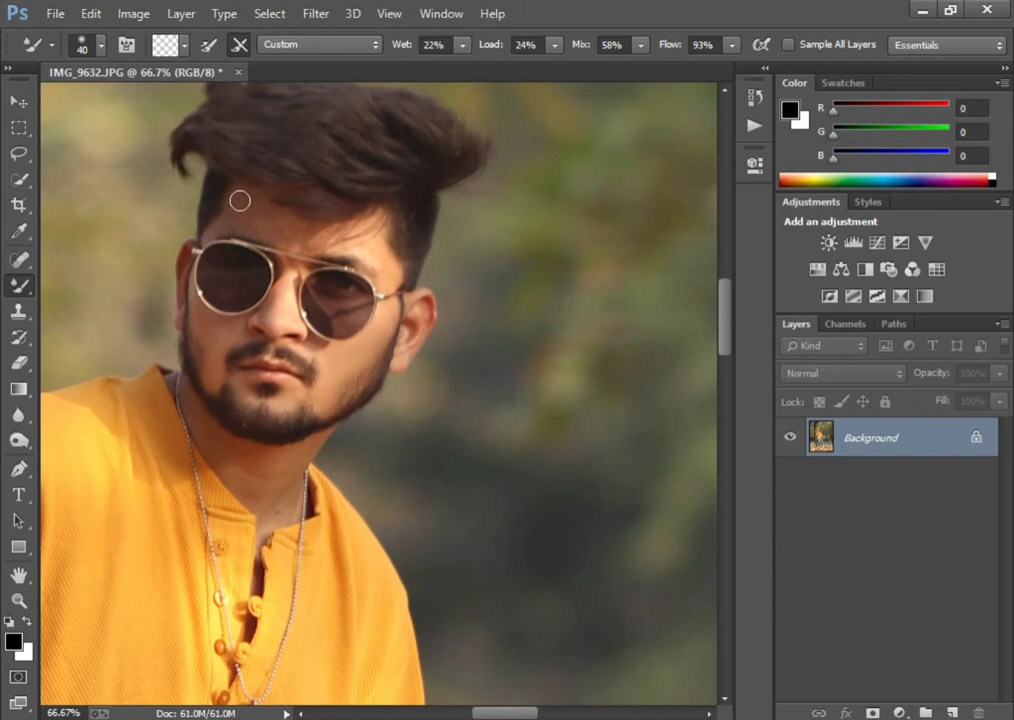 Ps File Edit Image Layer Type Select Filter 3D View Window Help
40 Custom Wet: 22% Load: 24% Mix: 58% Flow: 93% Sample All Layers Essentials
IMG_9632.JPG @ 66.7% (RGB/8) * ×
Color Swatches
R 0
G 0
B 0
Adjustments Styles
Add an adjustment
Layers Channels Paths
Kind T
Normal Opacity: 100%
Lock: Fill: 100%
Background
T
fx
66.67% Doc: 61.0M/61.0M